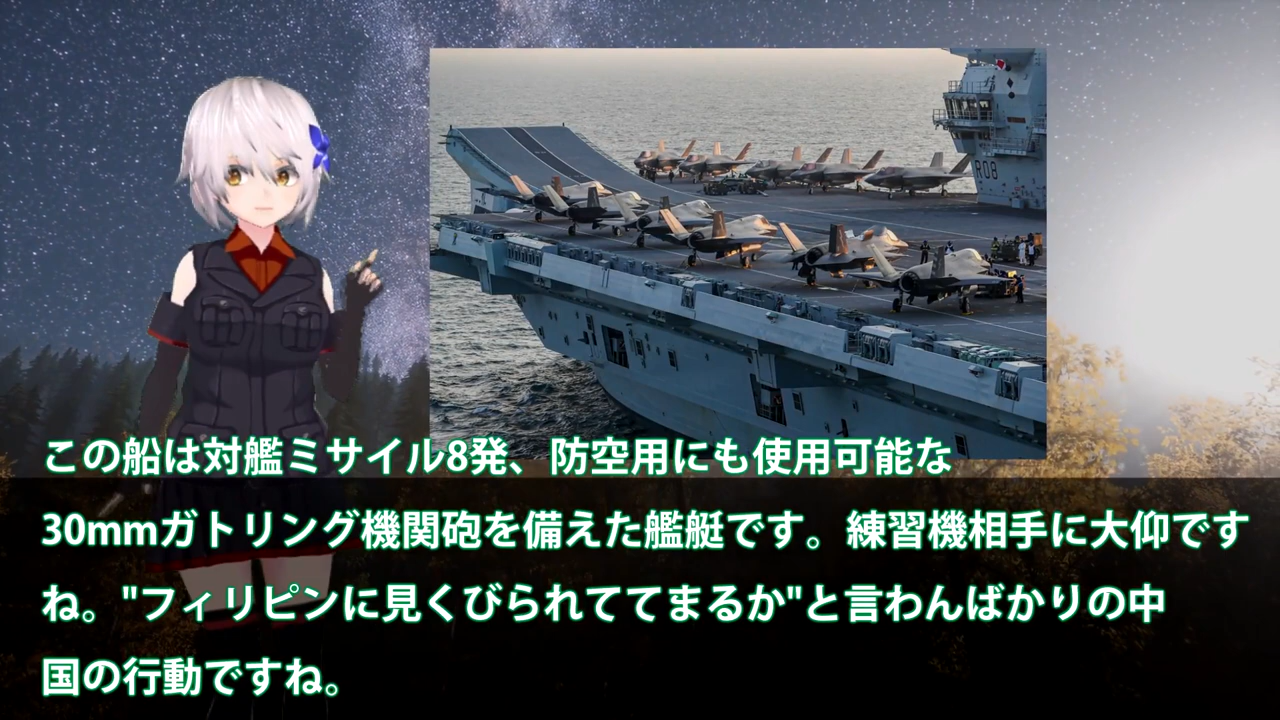 R08
この船は対艦ミサイル8発、防空用にも使用可能な
30mmガトリング機関砲を備えた艦艇です。練習機相手に大仰です
ね。"フィリピンに見くびられててまるか"と言わんばかりの中
国の行動ですね。